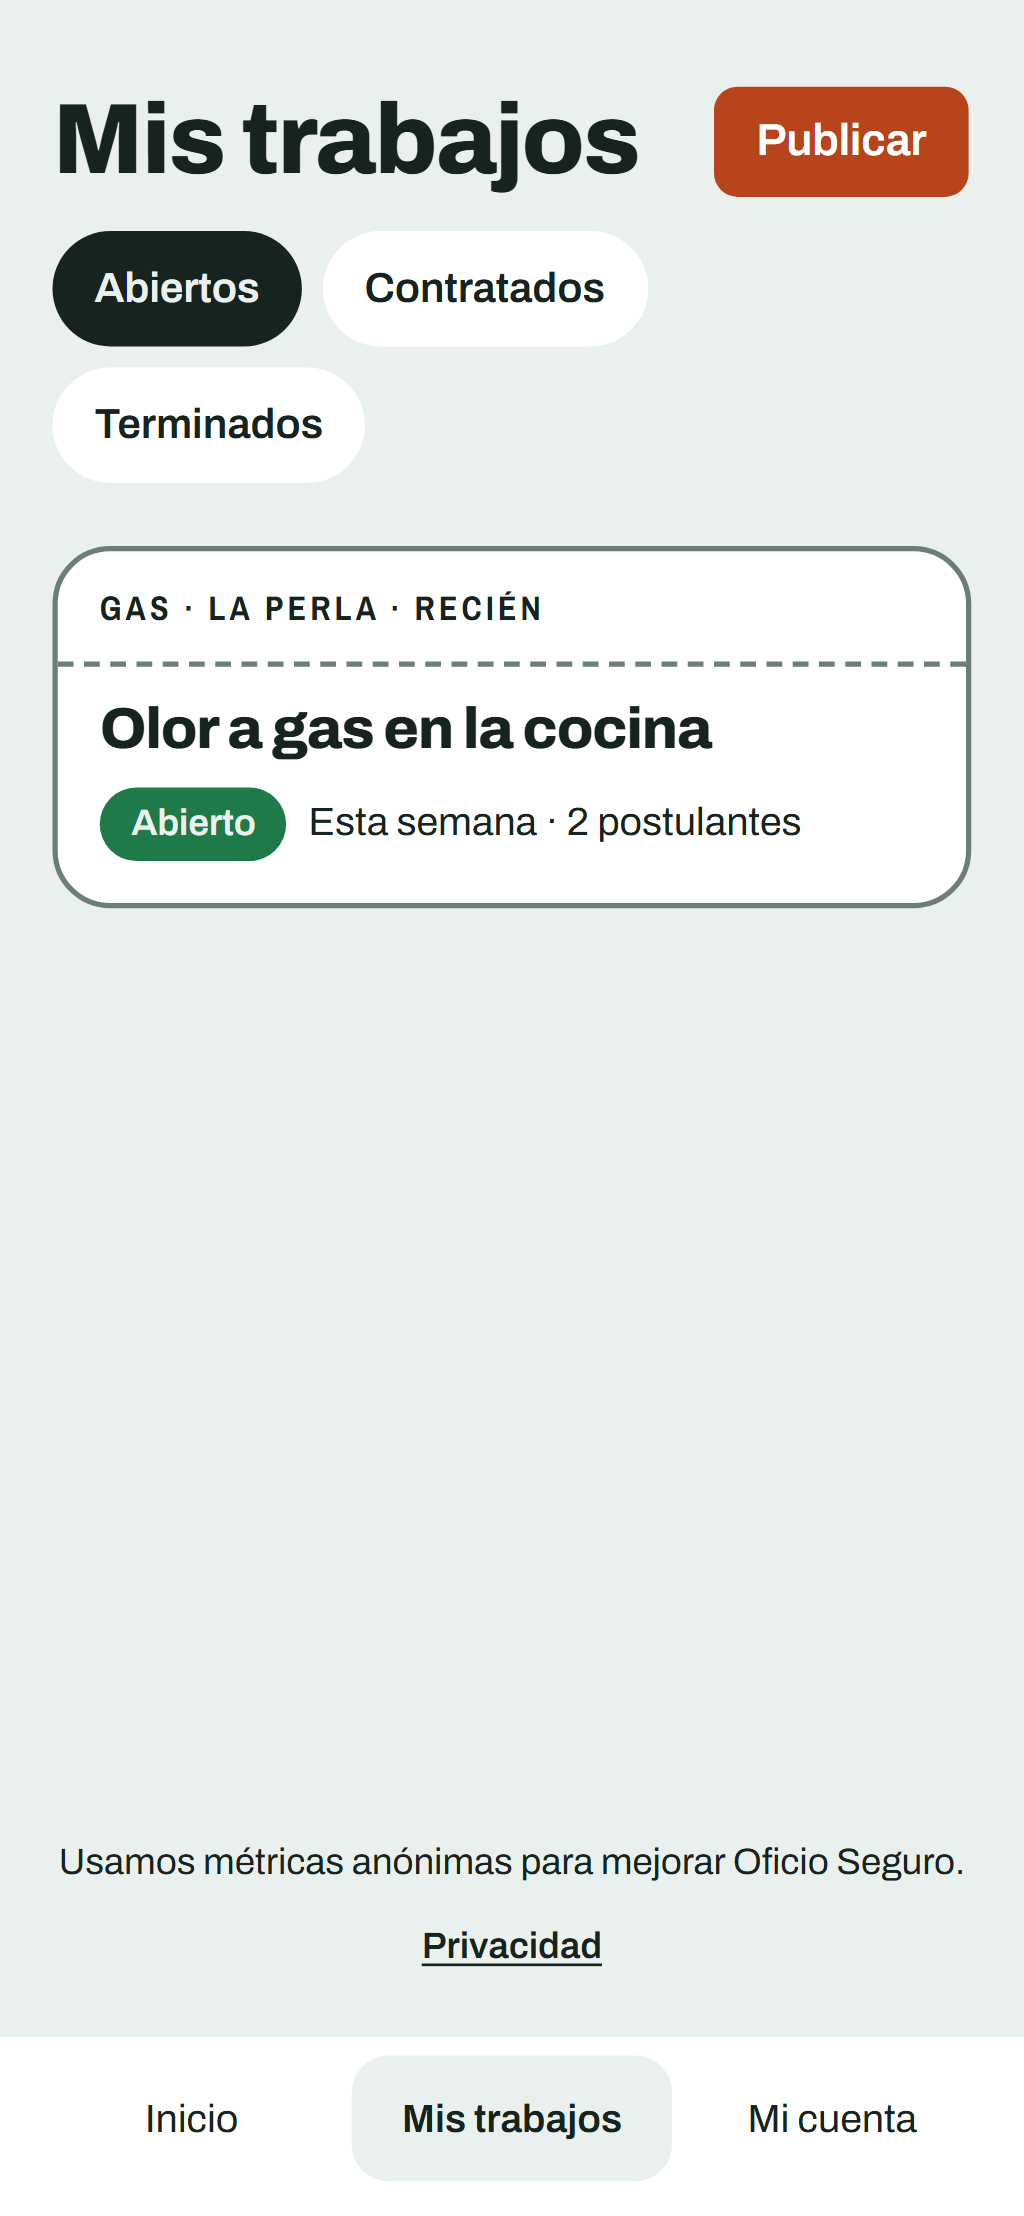 Mis trabajos
Publicar
Abiertos
Contratados
Terminados
GAS · LA PERLA · RECIÉN
Olor a gas en la cocina
Abierto
Esta semana · 2 postulantes
Usamos métricas anónimas para mejorar Oficio Seguro.
Privacidad
Inicio
Mis trabajos
Mi cuenta